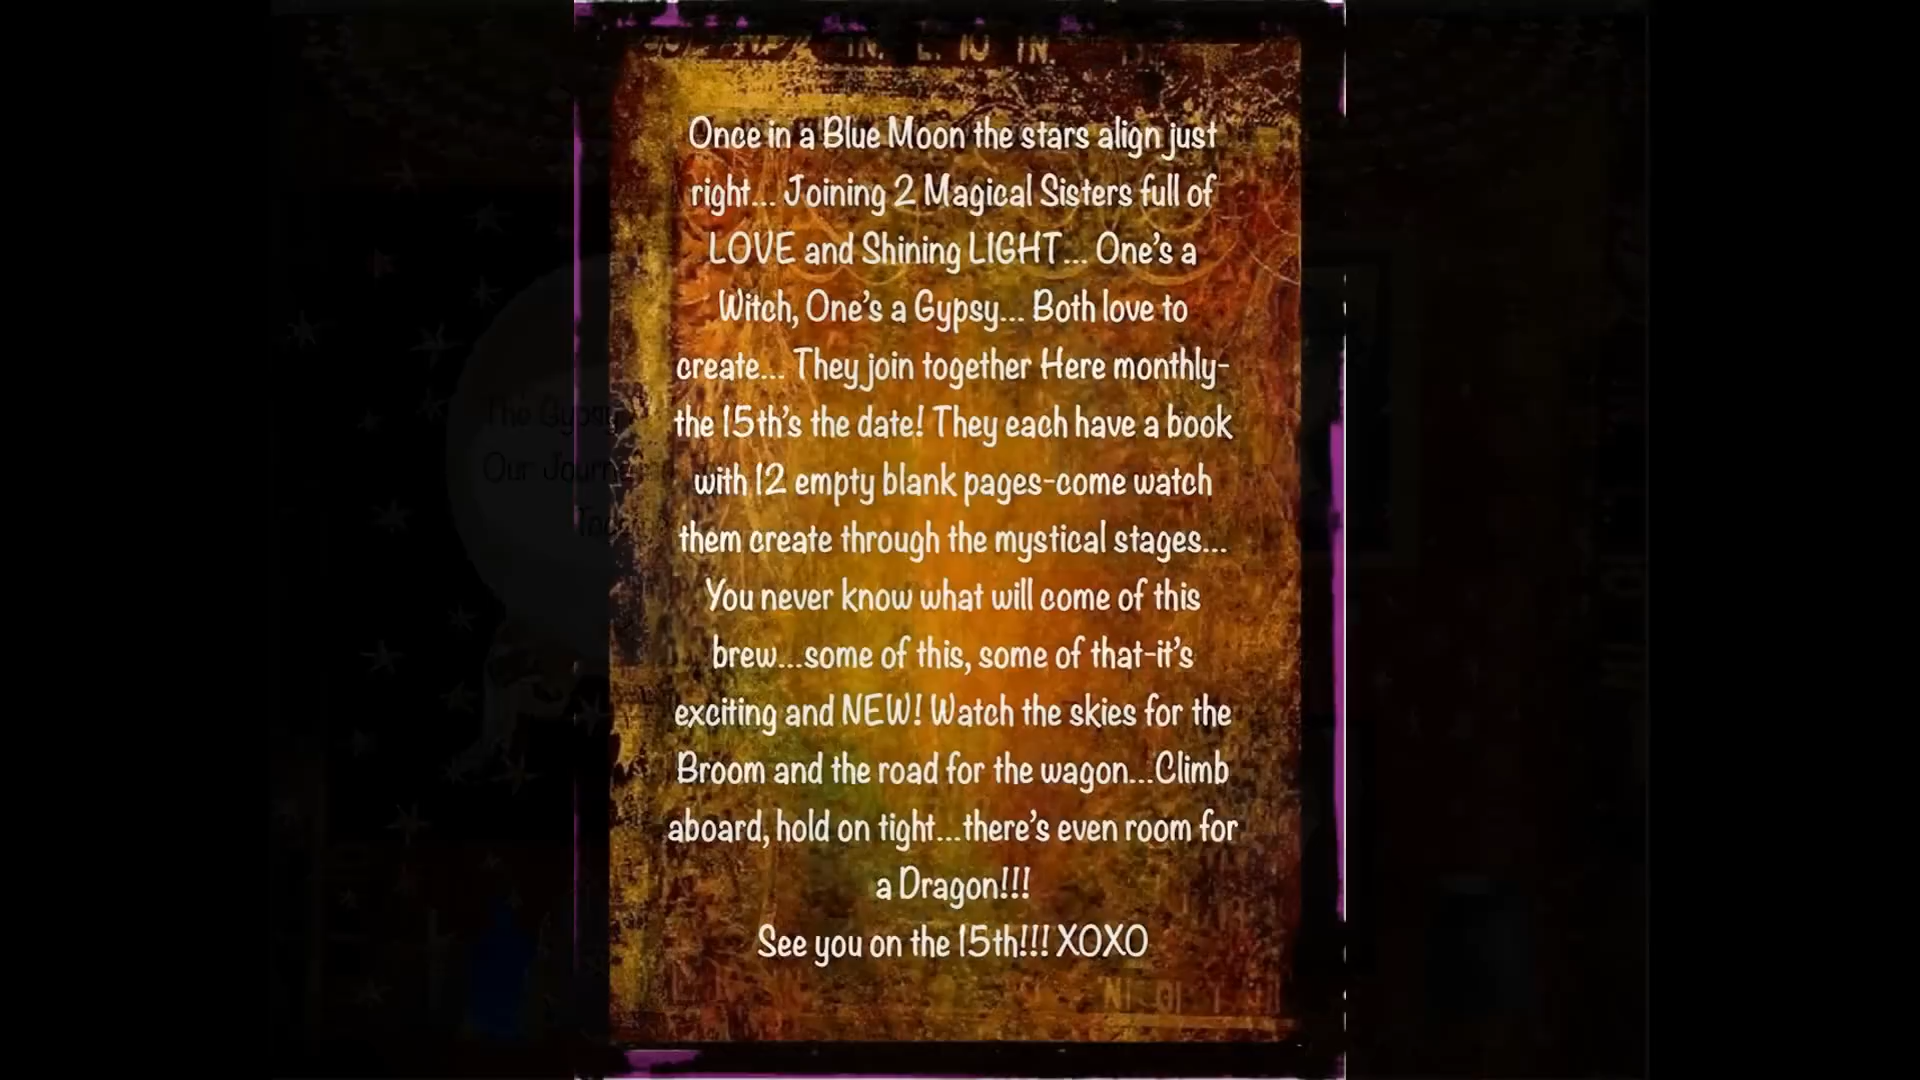 Once in a Blue Moon the stars align just
right... Joining 2 Magical Sisters full of
LOVE and Shining LIGHT... One's a
Witch, One's a Gypsy... Both love to
create... They join together Here monthly-
the 15th's the date! They each have a book
with 12 empty blank pages-come watch
them create through the mystical stages...
You never know what will come of this
brew...some of this, some of that-it's
exciting and NEW! Watch the skies for the
Broom and the road for the wagon...Climb
aboard, hold on tight...there's even room for
a Dragon!!!
See you on the 15th!!! XOXO
The Gypsy
Our Journ